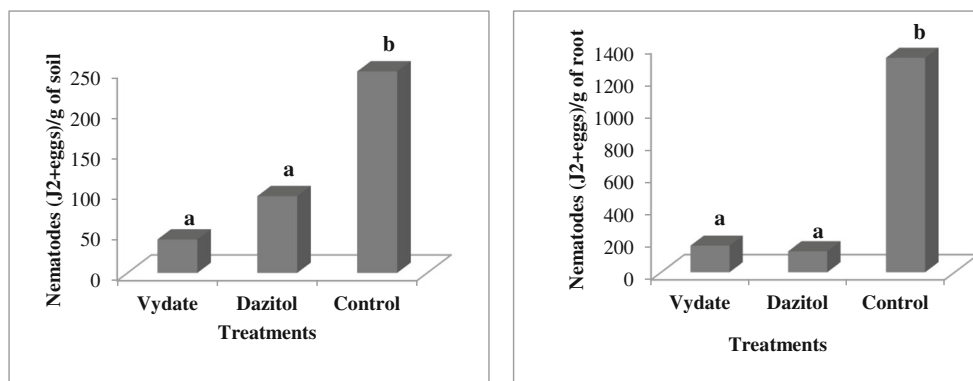 Nematodes (J2+eggs)/g of soil
250
200
150
100
50
0
a
a
b
Vydate Dazitol Control
Treatments
Nematodes (J2+eggs)/g of root
1400
1200
1000
800
600
400
200
0
a
a
b
Vydate Dazitol Control
Treatments